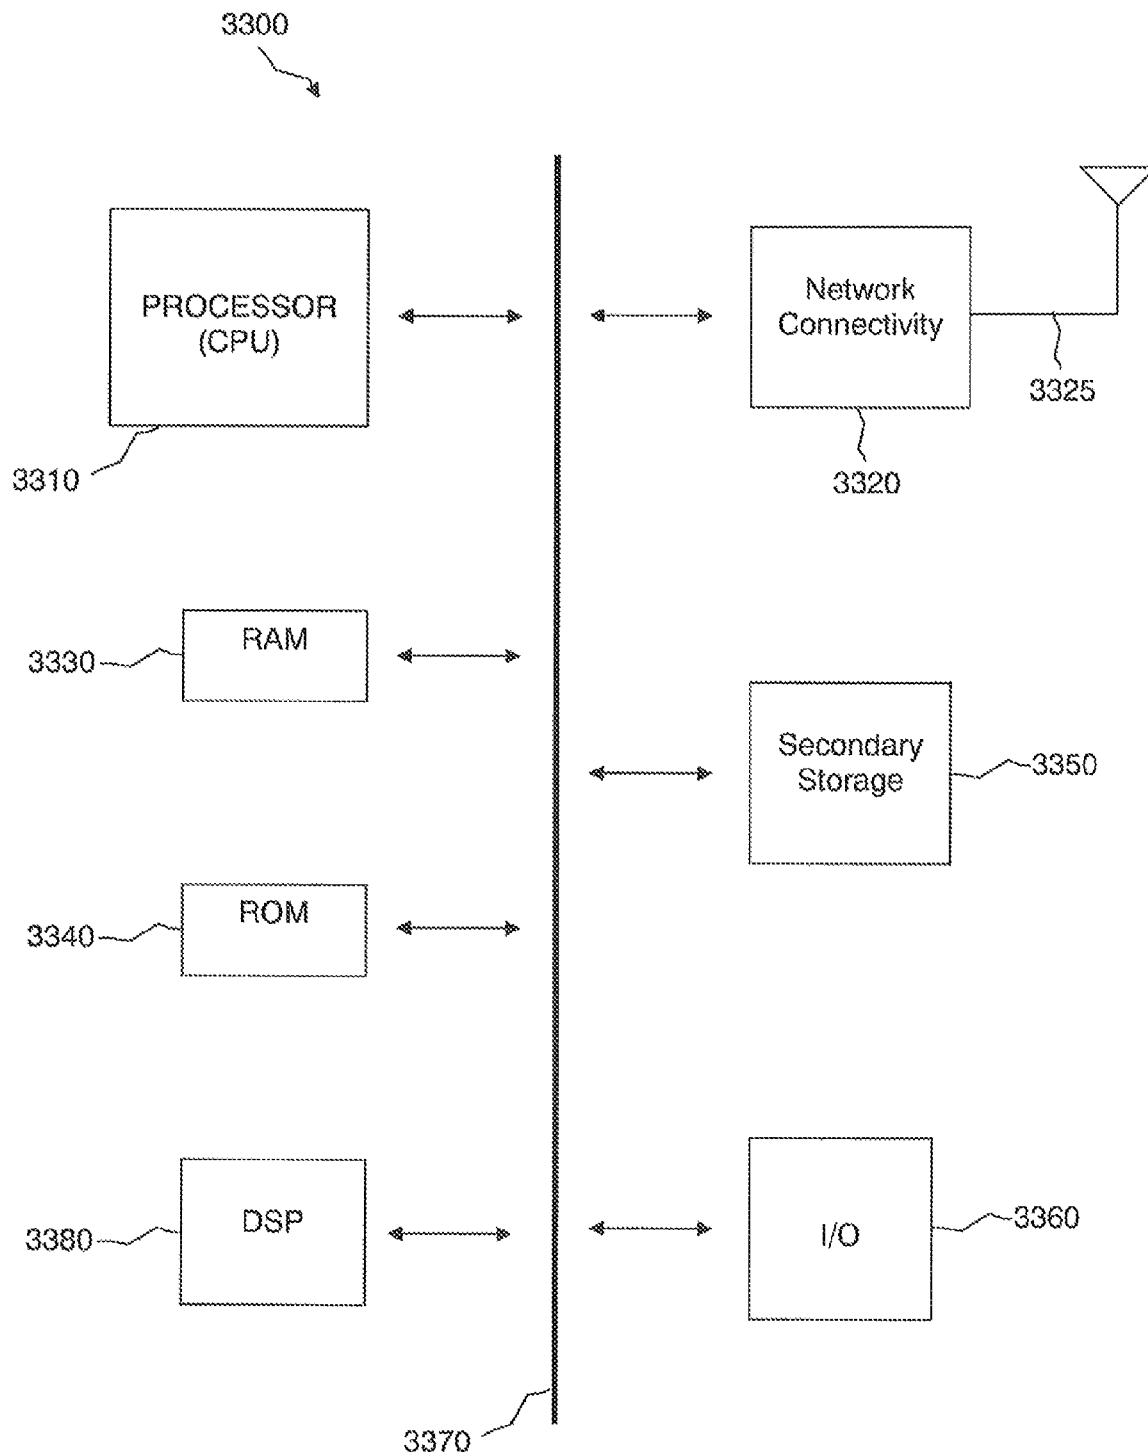 3300
PROCESSOR
(CPU)
3310
Network
Connectivity
3325
3320
RAM
3330
Secondary
Storage
3350
ROM
3340
DSP
3380
I/O
3360
3370